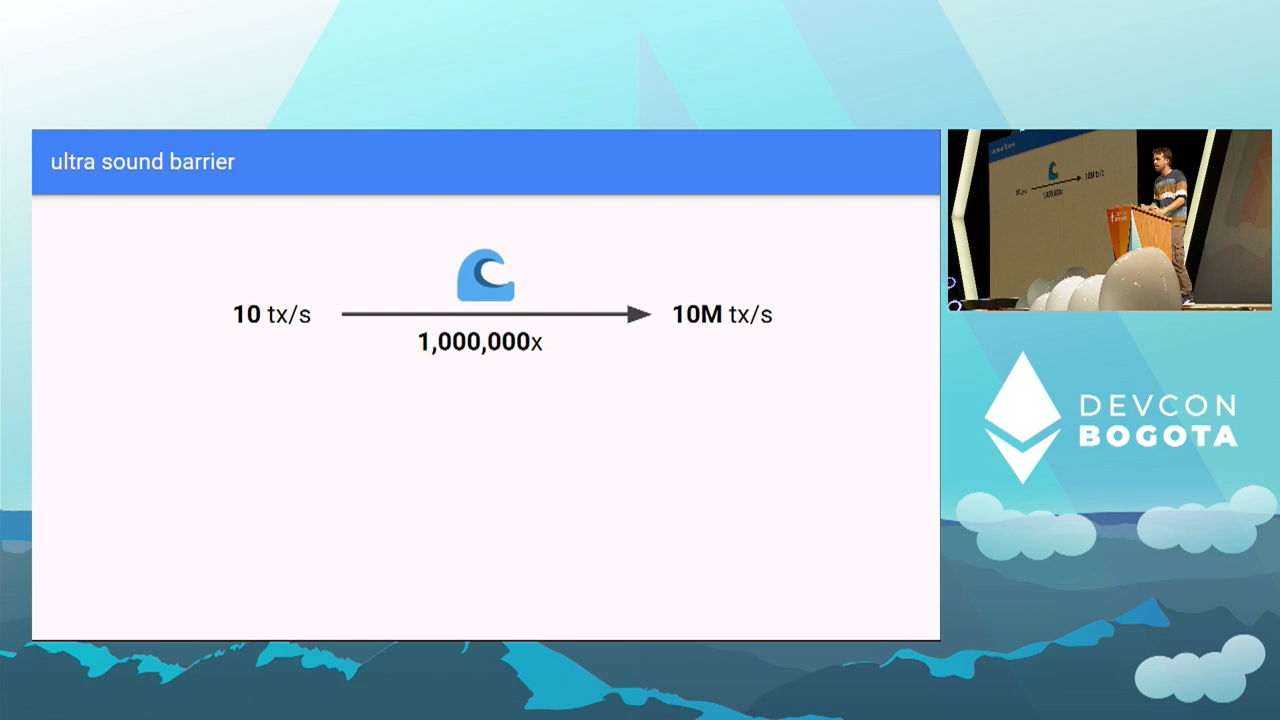 ultra sound barrier
10 tx/s
1,000,000x
10M tx/s
DEVCON
BOGOTA